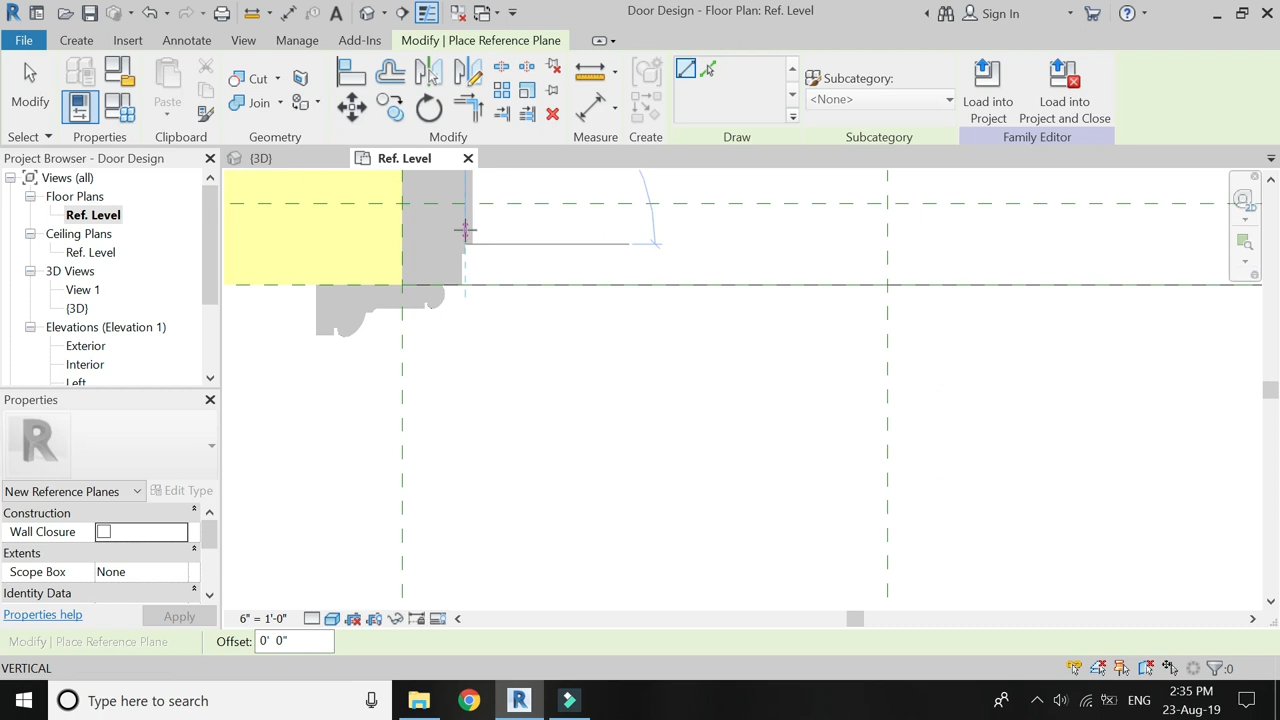 Door Design - Floor Plan: Ref. Level
Sign In
File Create Insert Annotate View Manage Add-Ins Modify | Place Reference Plane
Modify
Paste
Cut
Join
Subcategory:
<None>
Load into
Project
Load into
Project and Close
Select Properties Clipboard Geometry Modify Measure Create Draw Subcategory Family Editor
Project Browser - Door Design
{3D}
Ref. Level
Views (all)
Floor Plans
Ref. Level
Ceiling Plans
Ref. Level
3D Views
View 1
{3D}
Elevations (Elevation 1)
Exterior
Interior
Left
Properties
R
New Reference Planes
Edit Type
Construction
Wall Closure
Extents
Scope Box None
Identity Data
Properties help
Apply
6" = 1'-0"
Modify | Place Reference Plane
Offset: 0' 0"
VERTICAL
:0
Type here to search
ENG
2:35 PM
23-Aug-19
2D